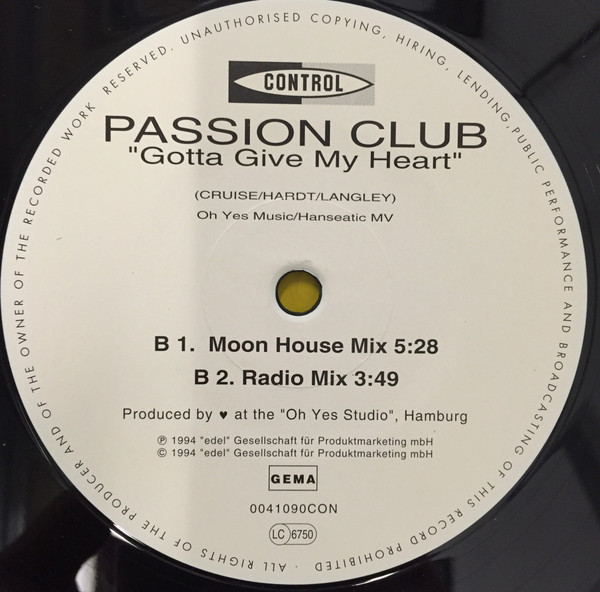 ALL RIGHTS OF THE PRODUCER AND OF THE OWNER OF THE RECORDED WORK RESERVED. UNAUTHORISED COPYING, HIRING, LENDING, PUBLIC PERFORMANCE AND BROADCASTING OF THIS RECORD PROHIBITED ·
CONTROL
PASSION CLUB
"Gotta Give My Heart"
(CRUISE/HARDT/LANGLEY)
Oh Yes Music/Hanseatic MV
B 1. Moon House Mix 5:28
B 2. Radio Mix 3:49
Produced by ♥ at the "Oh Yes Studio", Hamburg
℗ 1994 "edel" Gesellschaft für Produktmarketing mbH
© 1994 "edel" Gesellschaft für Produktmarketing mbH
GEMA
0041090CON
LC 6750